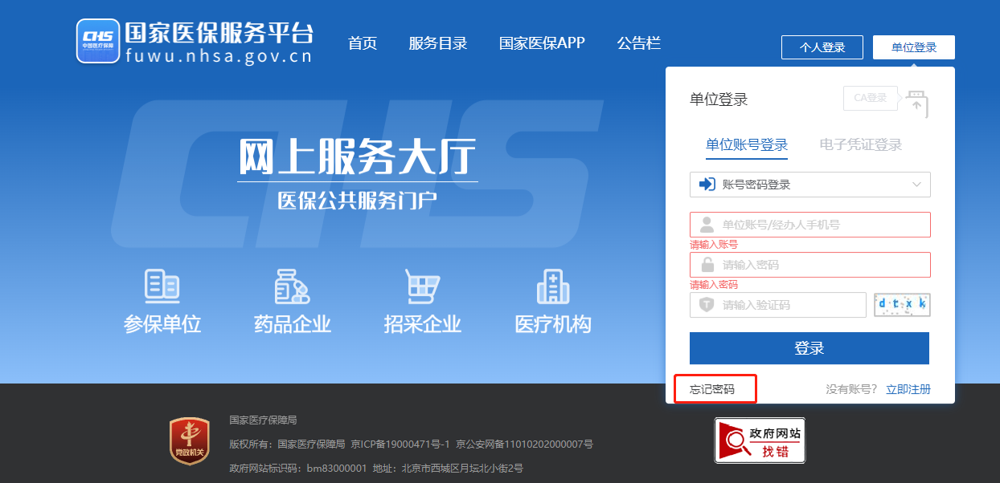 CHS
中国医疗保障
国家医保服务平台
fuwu.nhsa.gov.cn
首页 服务目录 国家医保APP 公告栏
个人登录 单位登录
CHS
网上服务大厅
医保公共服务门户
参保单位 药品企业 招采企业 医疗机构
单位登录
CA登录
单位账号登录 电子凭证登录
账号密码登录
单位账号/经办人手机号
请输入账号
请输入密码
请输入密码
请输入验证码 d t x k
登录
忘记密码 没有账号? 立即注册
党政机关
国家医疗保障局
版权所有：国家医疗保障局 京ICP备19000471号-1 京公安网备11010202000007号
政府网站标识码：bm83000001 地址：北京市西城区月坛北小街2号
政府网站
找错